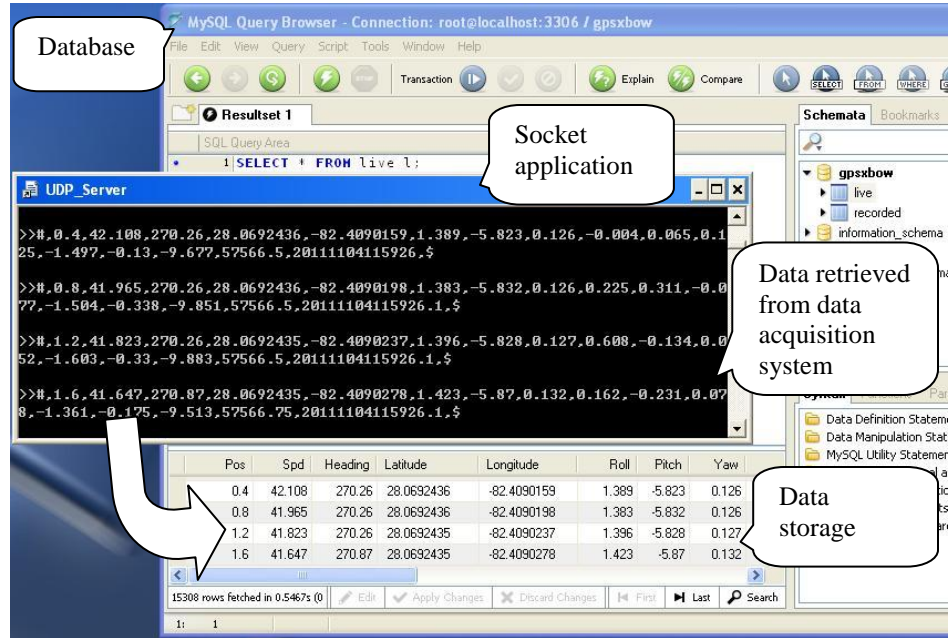 MySQL Query Browser - Connection: root@localhost:3306 / gpsxbow
Database
File Edit View Query Script Tools Window Help
Transaction Explain Compare SELECT FROM WHERE
Resultset 1
Schemata Bookmarks
SQL Query Area
1 SELECT * FROM live l;
Socket
application
gpsxbow
live
recorded
information_schema
UDP_Server
>>#,0.4,42.108,270.26,28.0692436,-82.4090159,1.389,-5.823,0.126,-0.004,0.065,0.1
25,-1.497,-0.13,-9.677,57566.5,20111104115926,$
>>#,0.8,41.965,270.26,28.0692436,-82.4090198,1.383,-5.832,0.126,0.225,0.311,-0.0
77,-1.504,-0.338,-9.851,57566.5,20111104115926,$
>>#,1.2,41.823,270.26,28.0692435,-82.4090237,1.396,-5.828,0.127,0.608,-0.134,0.0
52,-1.603,-0.33,-9.883,57566.5,20111104115926.1,$
>>#,1.6,41.647,270.87,28.0692435,-82.4090278,1.423,-5.87,0.132,0.162,-0.231,0.07
8,-1.361,-0.175,-9.513,57566.75,20111104115926.1,$
Data retrieved
from data
acquisition
system
Data Definition Stateme
Data Manipulation Stat
MySQL Utility Statemer
Pos Spd Heading Latitude Longitude Roll Pitch Yaw
0.4 42.108 270.26 28.0692436 -82.4090159 1.389 -5.823 0.126
0.8 41.965 270.26 28.0692436 -82.4090198 1.383 -5.832 0.126
1.2 41.823 270.26 28.0692435 -82.4090237 1.396 -5.828 0.127
1.6 41.647 270.87 28.0692435 -82.4090278 1.423 -5.87 0.132
Data
storage
15308 rows fetched in 0.5467s (0 Edit Apply Changes Discard Changes First Last Search
1: 1